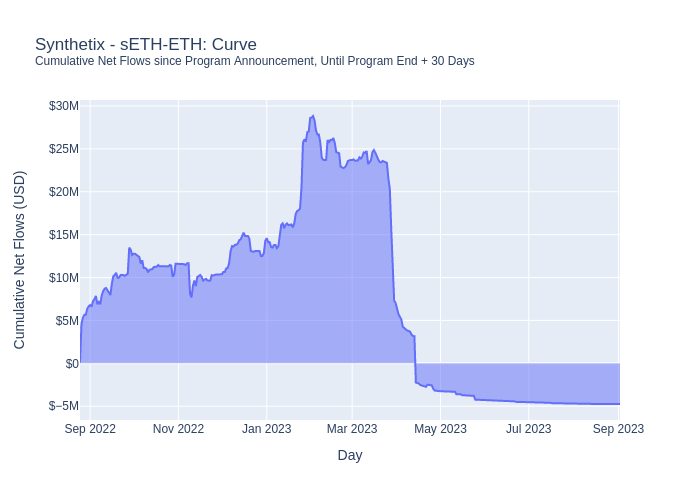 Synthetix - sETH-ETH: Curve
Cumulative Net Flows since Program Announcement, Until Program End + 30 Days
Cumulative Net Flows (USD)
$30M
$25M
$20M
$15M
$10M
$5M
$0
$−5M
Sep 2022 Nov 2022 Jan 2023 Mar 2023 May 2023 Jul 2023 Sep 2023
Day